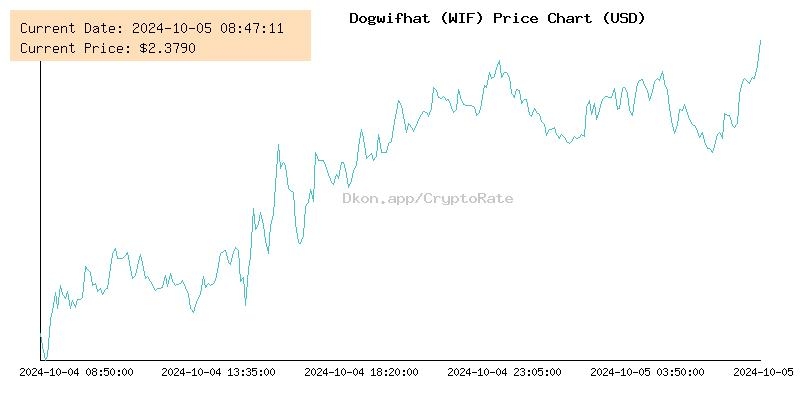 Dogwifhat (WIF) Price Chart (USD)
Current Date: 2024-10-05 08:47:11
Current Price: $2.3790
Dkon.app/CryptoRate
2024-10-04 08:50:00 2024-10-04 13:35:00 2024-10-04 18:20:00 2024-10-04 23:05:00 2024-10-05 03:50:00 2024-10-05